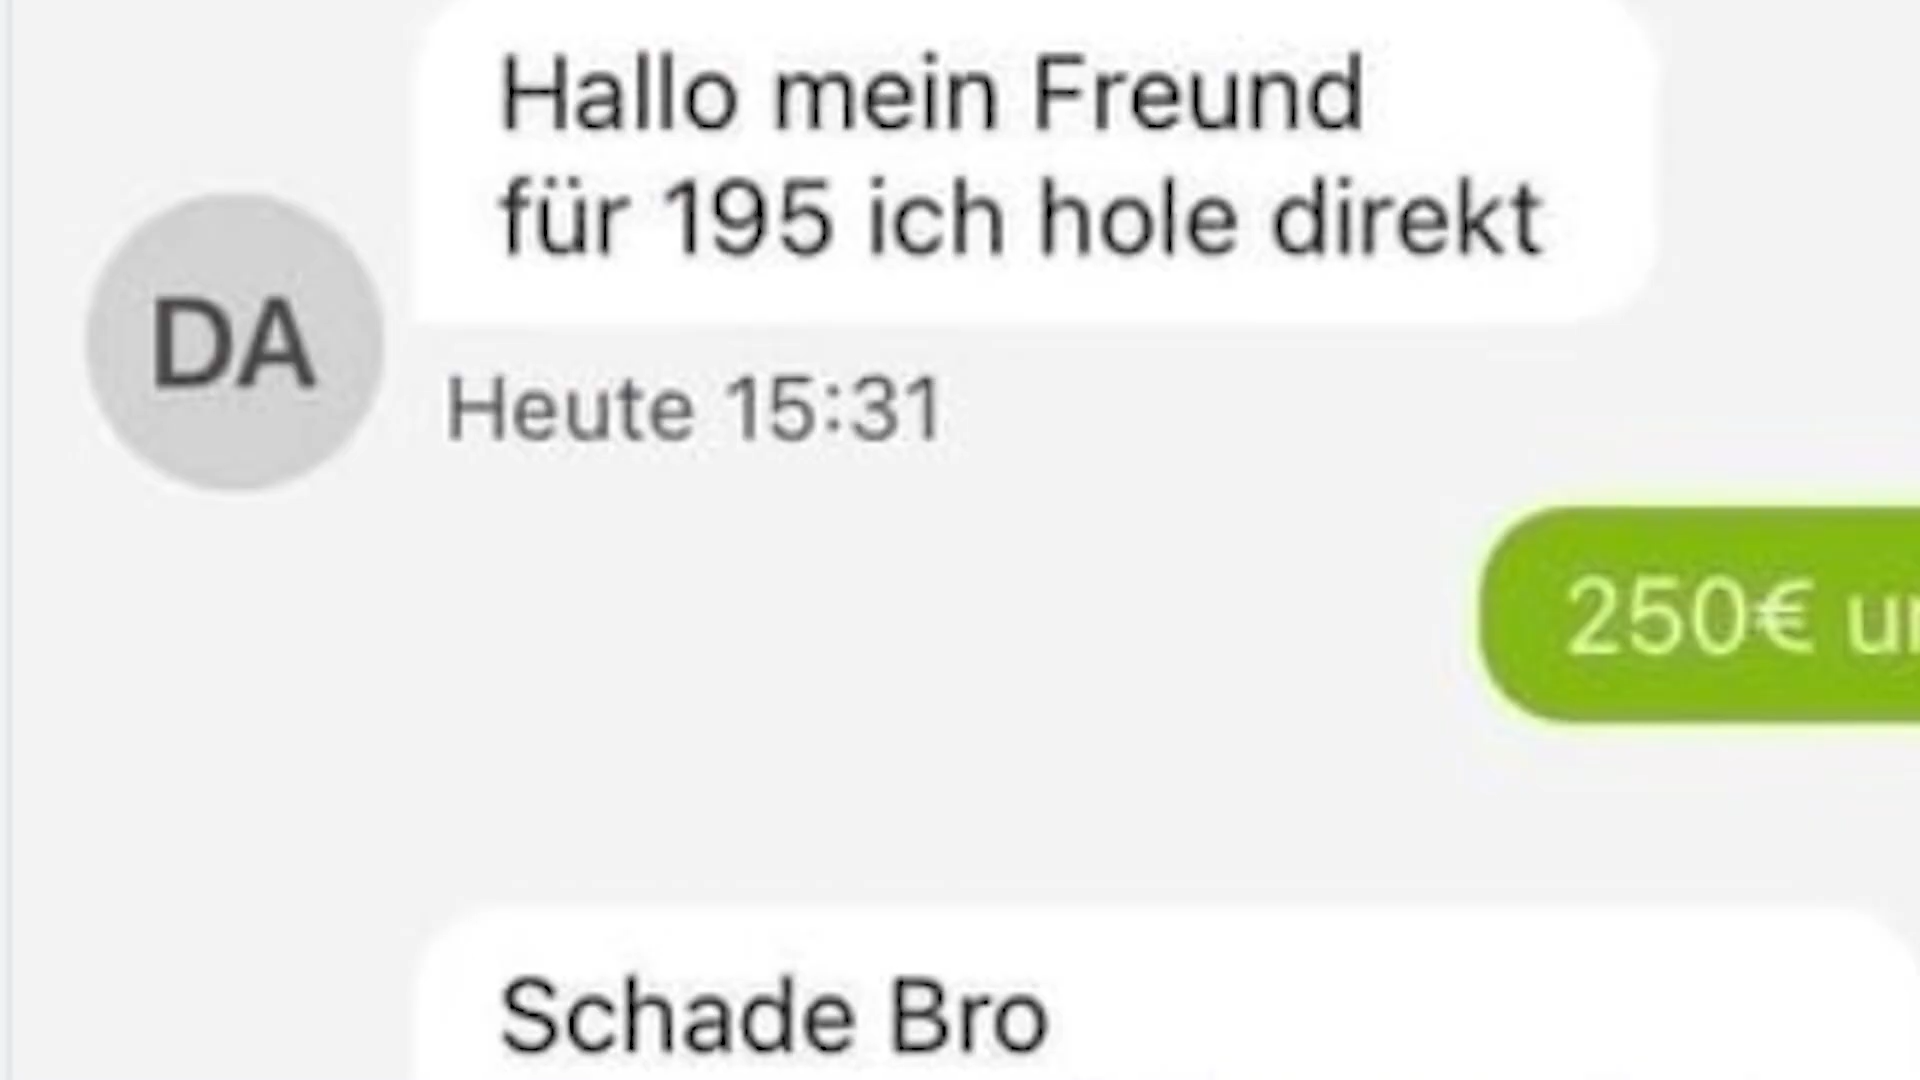 Hallo mein Freund
für 195 ich hole direkt
DA
Heute 15:31
250€
Schade Bro